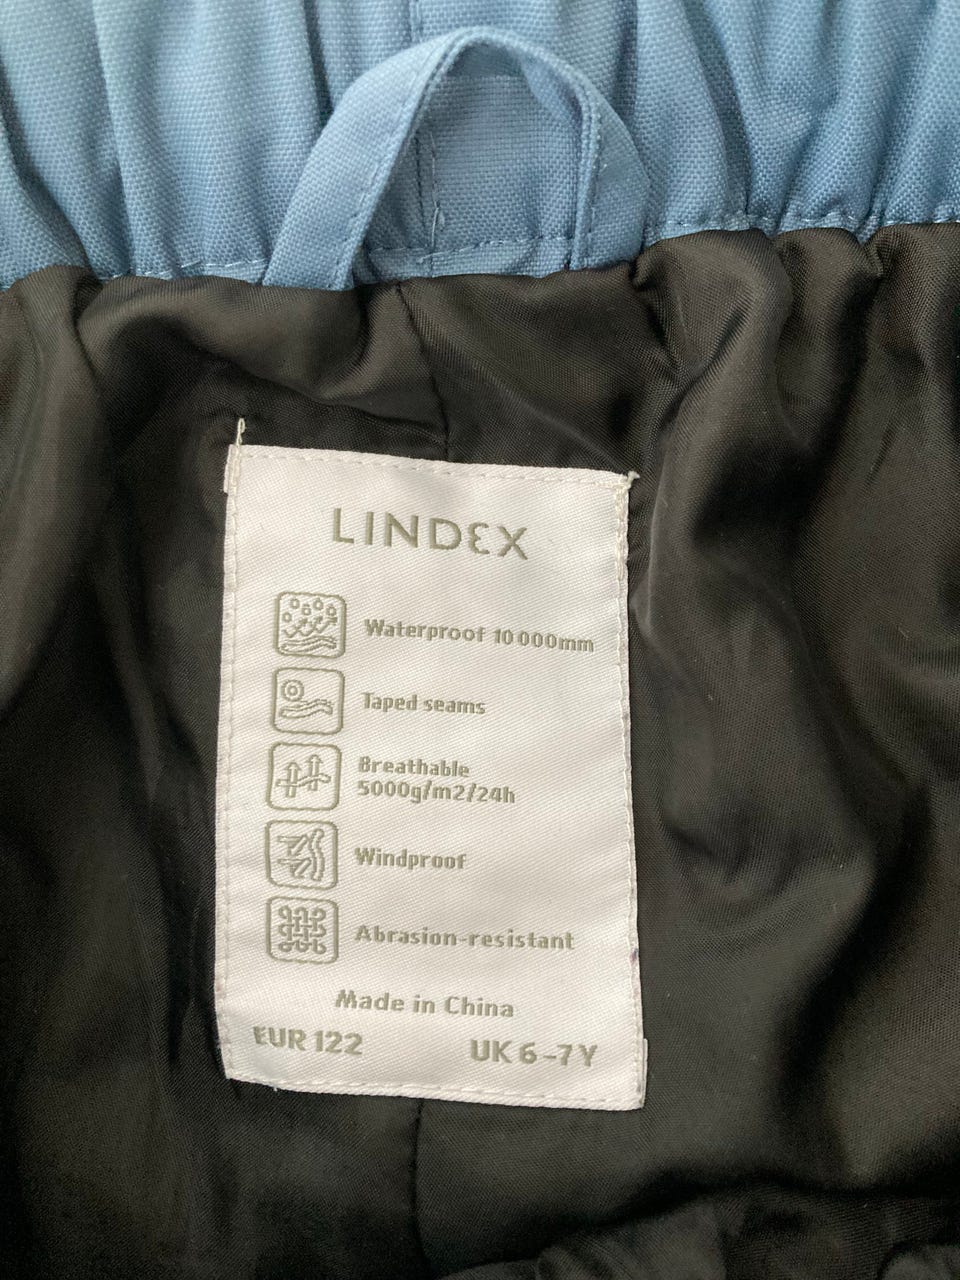 LINDEX
Waterproof 10 000mm
Taped seams
Breathable
5000g/m2/24h
Windproof
Abrasion-resistant
Made in China
EUR 122 UK 6-7 Y